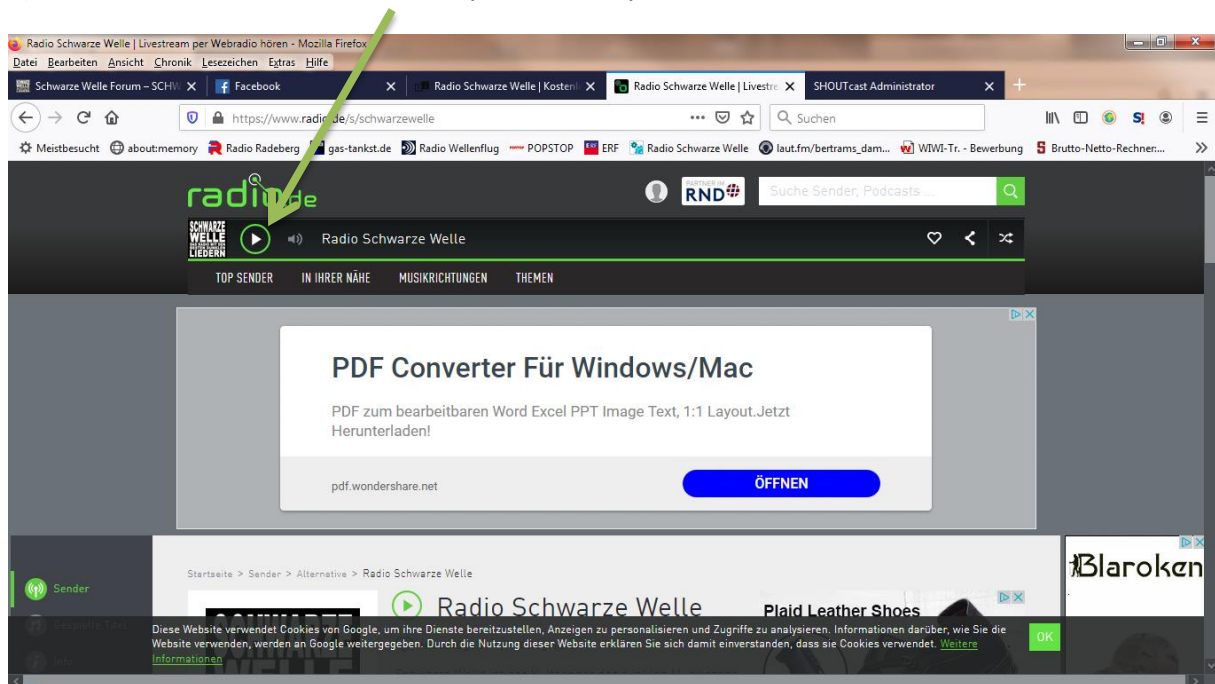 Radio Schwarze Welle | Livestream per Webradio hören - Mozilla Firefox
Datei Bearbeiten Ansicht Chronik Lesezeichen Extras Hilfe
Schwarze Welle Forum – SCHW
Facebook
Radio Schwarze Welle | Kostenl
Radio Schwarze Welle | Livestre
SHOUTcast Administrator
https://www.radio.de/s/schwarzewelle
Suchen
Meistbesucht about:memory Radio Radeberg gas-tankst.de Radio Wellenflug POPSTOP ERF Radio Schwarze Welle laut.fm/bertrams_dam... WIWI-Tr. - Bewerbung Brutto-Netto-Rechner:...
radio.de
PARTNER IM
RND
Suche Sender, Podcasts ...
SCHWARZE
WELLE
LIEDERN
Radio Schwarze Welle
TOP SENDER IN IHRER NÄHE MUSIKRICHTUNGEN THEMEN
PDF Converter Für Windows/Mac
PDF zum bearbeitbaren Word Excel PPT Image Text, 1:1 Layout.Jetzt
Herunterladen!
pdf.wondershare.net
ÖFFNEN
Blaroken
Startseite > Sender > Alternative > Radio Schwarze Welle
Sender
Radio Schwarze Welle
Plaid Leather Shoes
SCHWARZE
Gespielte Titel
Info
Diese Website verwendet Cookies von Google, um ihre Dienste bereitzustellen, Anzeigen zu personalisieren und Zugriffe zu analysieren. Informationen darüber, wie Sie die
Website verwenden, werden an Google weitergegeben. Durch die Nutzung dieser Website erklären Sie sich damit einverstanden, dass sie Cookies verwendet. Weitere
Informationen
OK